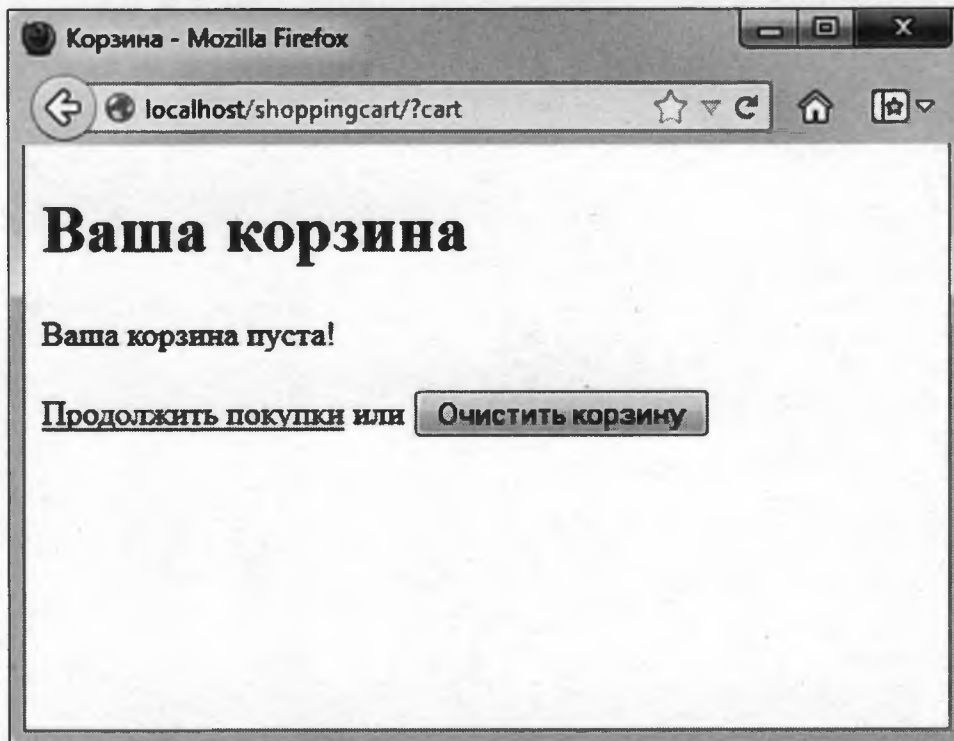 Корзина - Mozilla Firefox
localhost/shoppingcart/?cart
Ваша корзина
Ваша корзина пуста!
Продолжить покупки или Очистить корзину